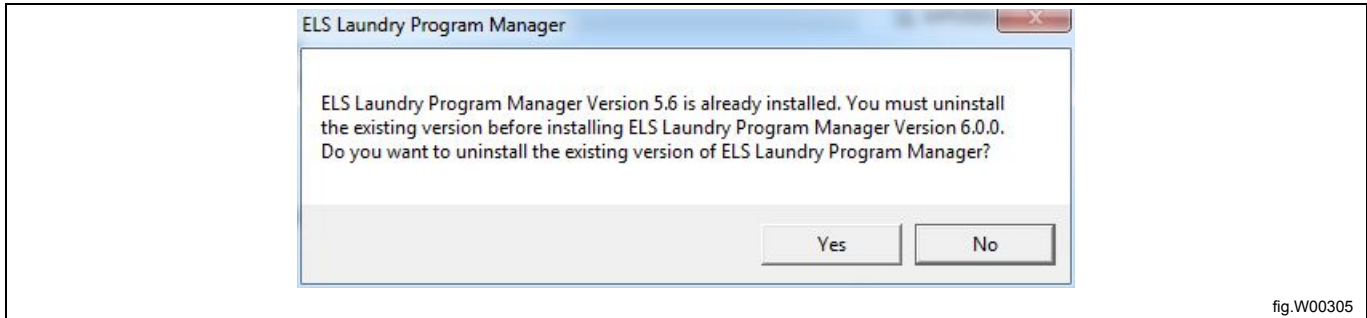 ELS Laundry Program Manager
ELS Laundry Program Manager Version 5.6 is already installed. You must uninstall
the existing version before installing ELS Laundry Program Manager Version 6.0.0.
Do you want to uninstall the existing version of ELS Laundry Program Manager?
Yes
No
fig.W00305